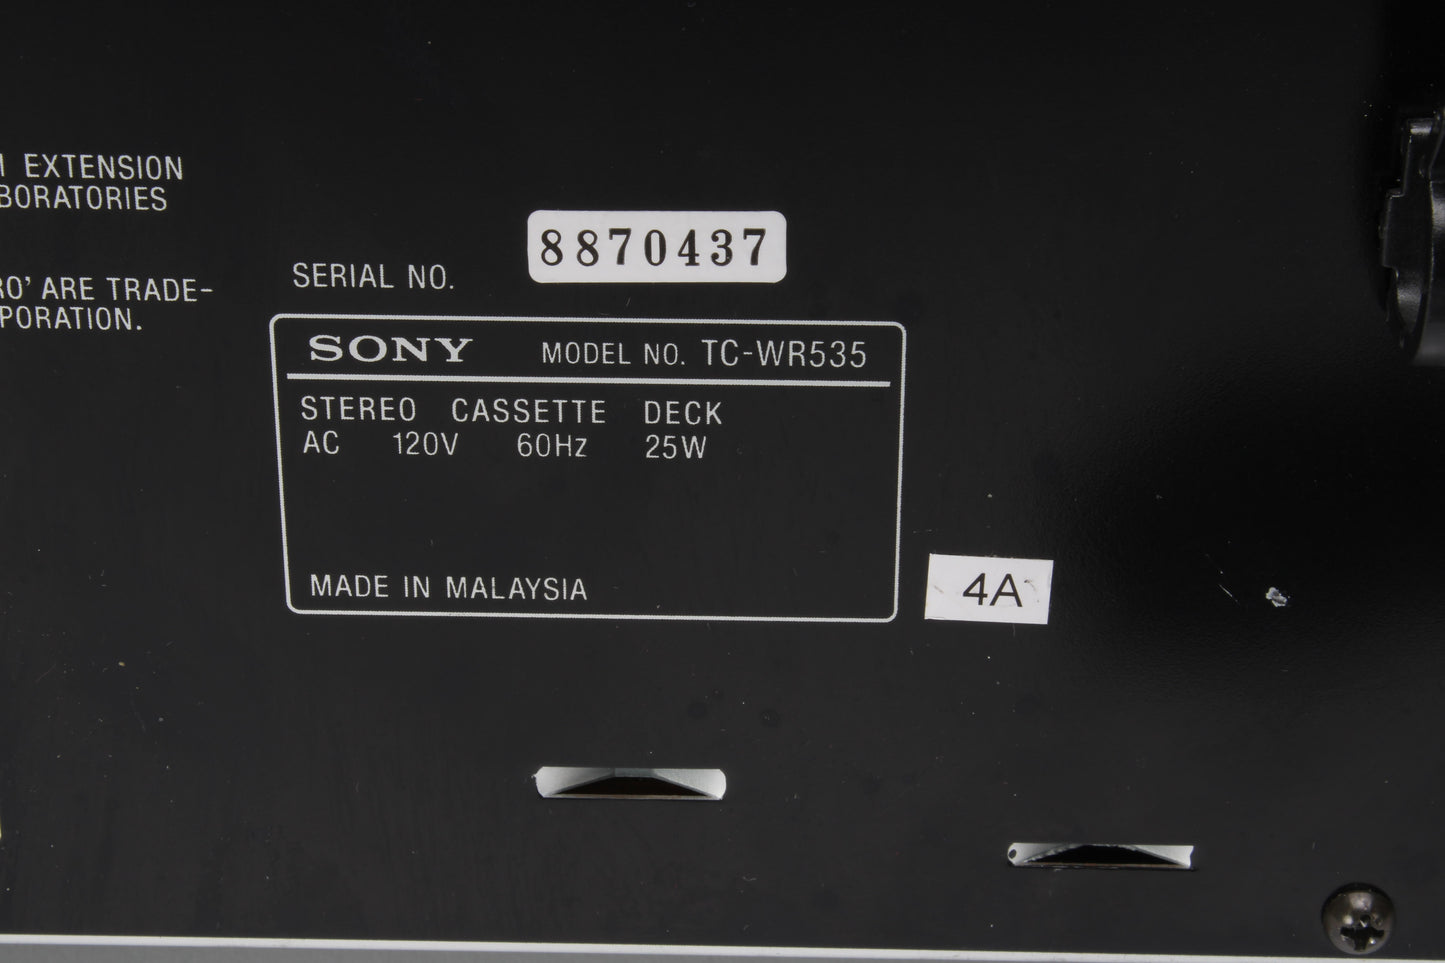 EXTENSION
BORATORIES
RO' ARE TRADE-
PORATION.
8870437
SERIAL NO.
SONY MODEL NO. TC-WR535
STEREO CASSETTE DECK
AC 120V 60Hz 25W
MADE IN MALAYSIA
4A